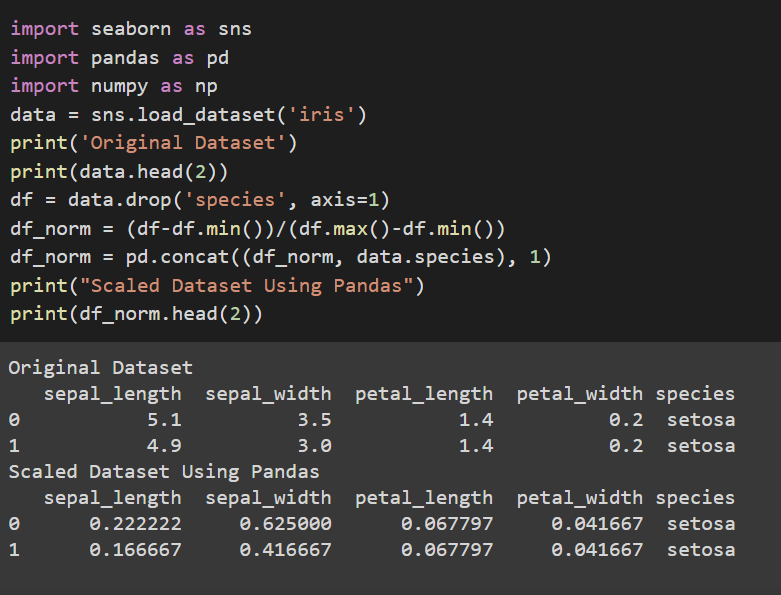 import seaborn as sns
import pandas as pd
import numpy as np
data = sns.load_dataset('iris')
print('Original Dataset')
print(data.head(2))
df = data.drop('species', axis=1)
df_norm = (df-df.min())/(df.max()-df.min())
df_norm = pd.concat((df_norm, data.species), 1)
print("Scaled Dataset Using Pandas")
print(df_norm.head(2))
Original Dataset
   sepal_length  sepal_width  petal_length  petal_width species
0           5.1          3.5           1.4          0.2  setosa
1           4.9          3.0           1.4          0.2  setosa
Scaled Dataset Using Pandas
   sepal_length  sepal_width  petal_length  petal_width species
0      0.222222     0.625000      0.067797     0.041667  setosa
1      0.166667     0.416667      0.067797     0.041667  setosa